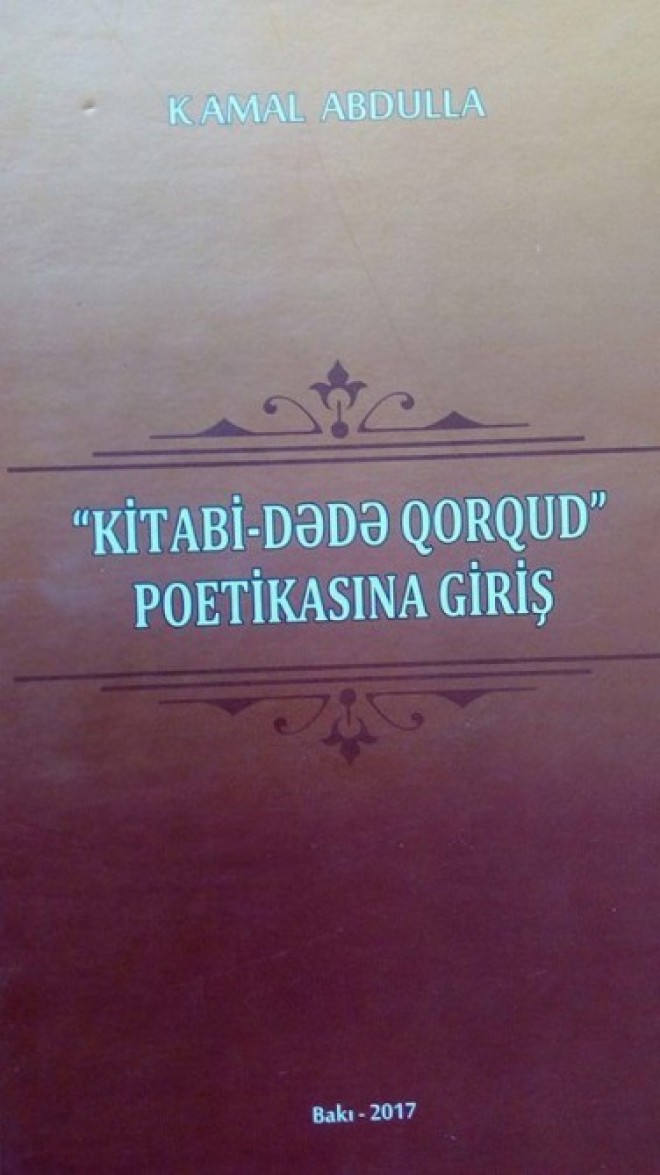 KAMAL ABDULLA
“KİTABİ-DƏDƏ QORQUD”
POETİKASINA GİRİŞ
Bakı - 2017